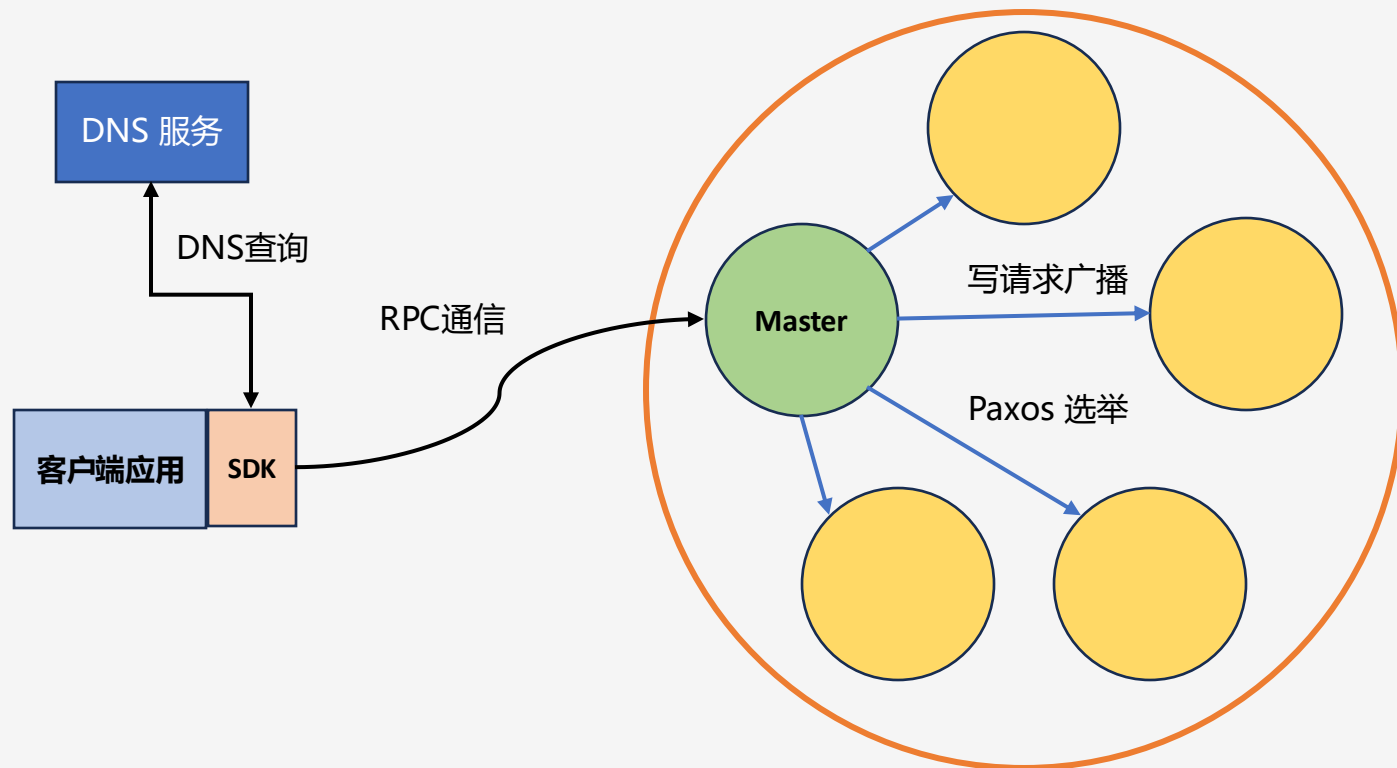 DNS 服务
DNS查询
RPC通信
写请求广播
Master
Paxos 选举
客户端应用
SDK